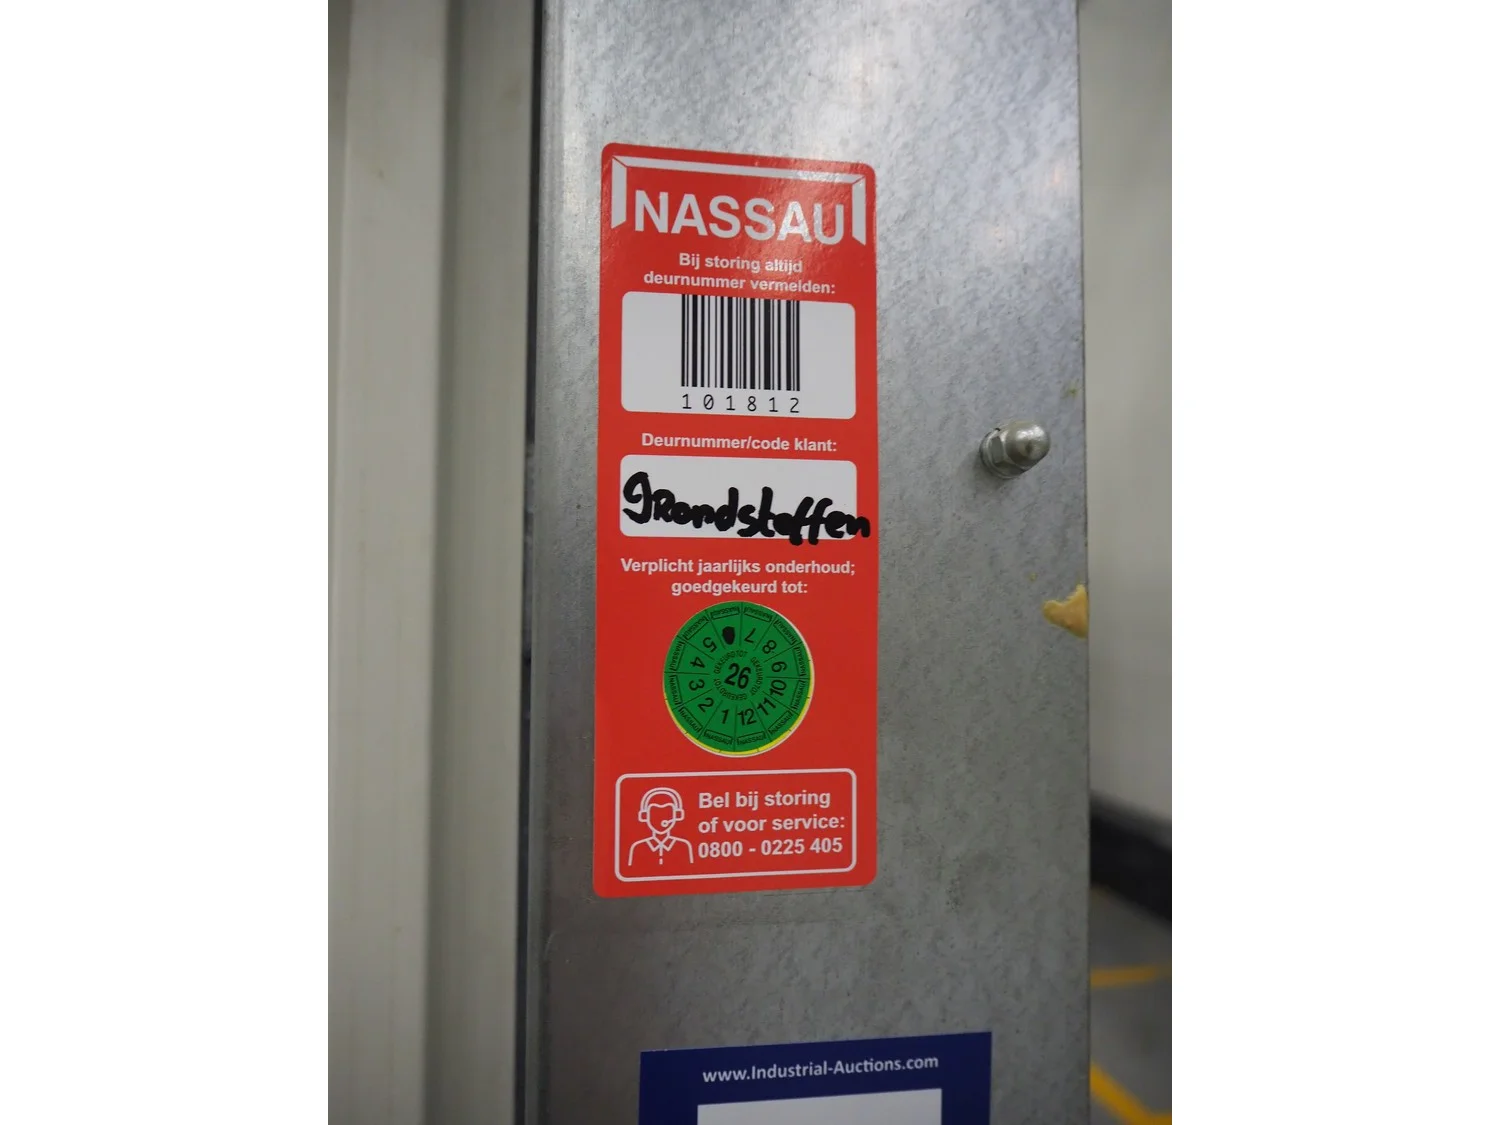 NASSAU
Bij storing altijd
deurnummer vermelden:
101812
Deurnummer/code klant:
grondstoffen
Verplicht jaarlijks onderhoud;
goedgekeurd tot:
5 7 8 9 10 11 12 1 2 3 4
GEKEURD TOT
26
Bel bij storing
of voor service:
0800 - 0225 405
www.Industrial-Auctions.com